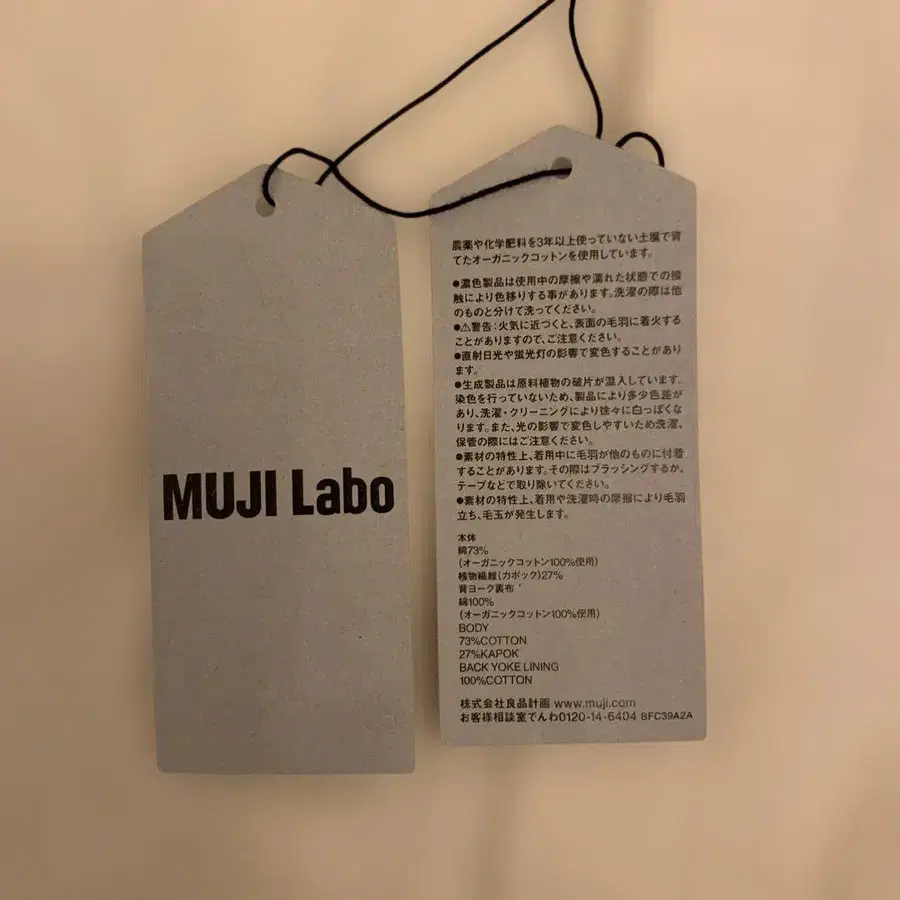 MUJI Labo
農薬や化学肥料を3年以上使っていない土壌で育
てたオーガニックコットンを使用しています。
●濃色製品は使用中の摩擦や濡れた状態での接
触により色移りする事があります。洗濯の際は他
のものと分けて洗ってください。
●⚠警告:火気に近づくと、表面の毛羽に着火する
ことがありますので、ご注意ください。
●直射日光や蛍光灯の影響で変色することがあり
ます。
●生成製品は原料植物の破片が混入しています。
染色を行っていないため、製品により多少色差が
あり、洗濯・クリーニングにより徐々に白っぽくな
ります。また、光の影響で変色しやすいため洗濯、
保管の際にはご注意ください。
●素材の特性上、着用中に毛羽が他のものに付着
することがあります。その際はブラッシングするか、
テープなどで取り除いてください。
●素材の特性上、着用や洗濯時の摩擦により毛羽
立ち、毛玉が発生します。
本体
綿73%
(オーガニックコットン100%使用)
植物繊維(カポック)27%
背ヨーク裏布
綿100%
(オーガニックコットン100%使用)
BODY
73%COTTON
27%KAPOK
BACK YOKE LINING
100%COTTON
株式会社良品計画 www.muji.com
お客様相談室でんわ0120-14-6404 BFC39A2A